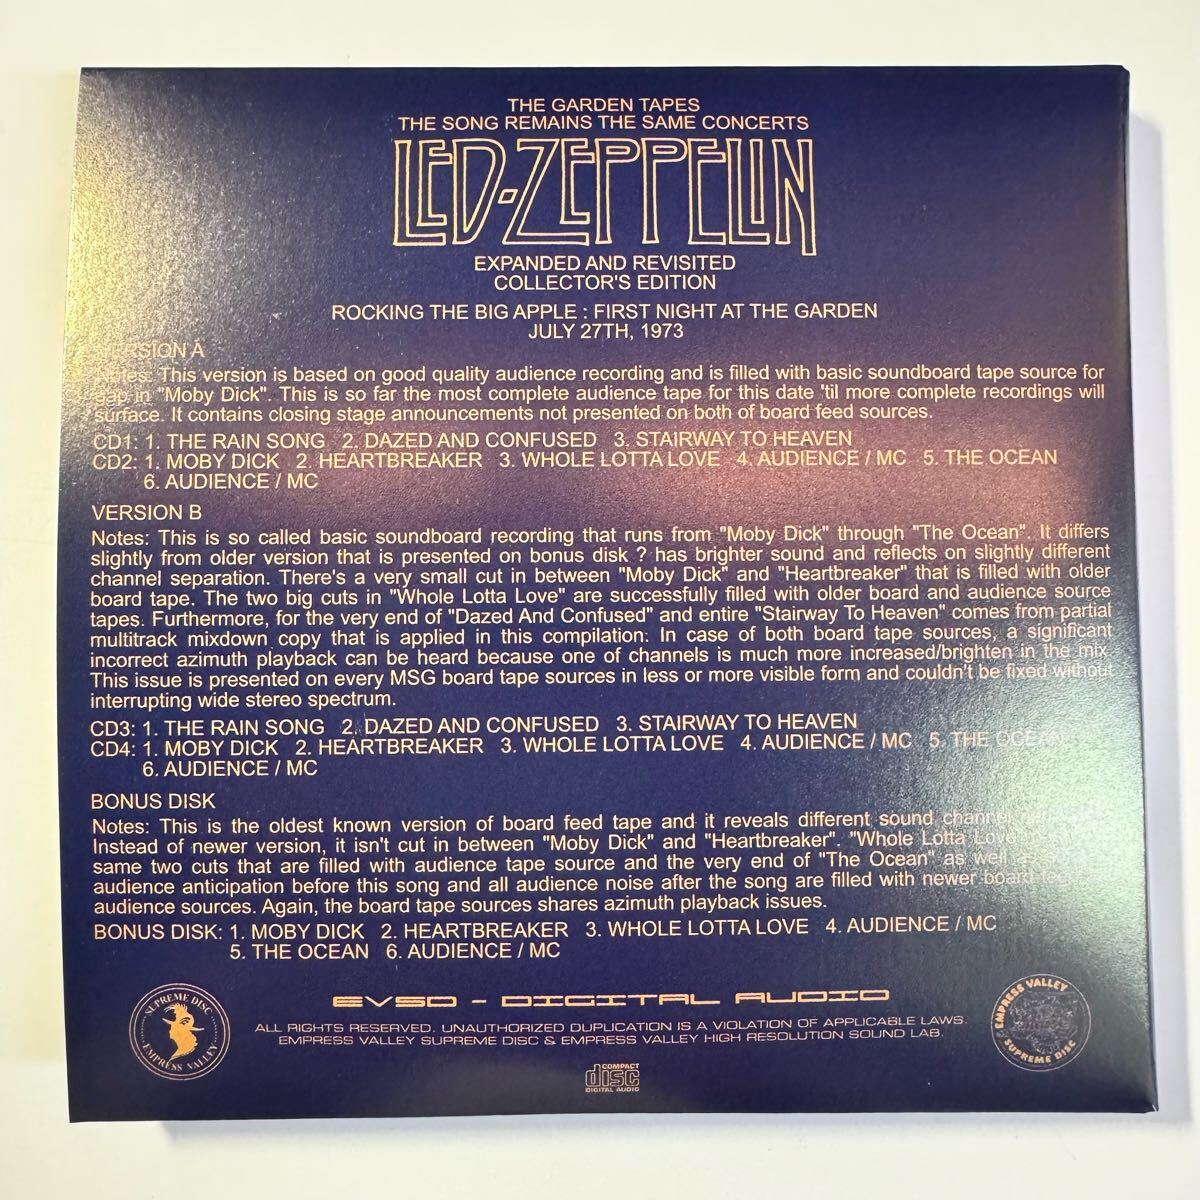 THE GARDEN TAPES
THE SONG REMAINS THE SAME CONCERTS
LED-ZEPPELIN
EXPANDED AND REVISITED
COLLECTOR'S EDITION
ROCKING THE BIG APPLE : FIRST NIGHT AT THE GARDEN
JULY 27TH, 1973
VERSION A
Notes: This version is based on good quality audience recording and is filled with basic soundboard tape source for
gap in "Moby Dick". This is so far the most complete audience tape for this date 'til more complete recordings will
surface. It contains closing stage announcements not presented on both of board feed sources.
CD1: 1. THE RAIN SONG 2. DAZED AND CONFUSED 3. STAIRWAY TO HEAVEN
CD2: 1. MOBY DICK 2. HEARTBREAKER 3. WHOLE LOTTA LOVE 4. AUDIENCE / MC 5. THE OCEAN
6. AUDIENCE / MC
VERSION B
Notes: This is so called basic soundboard recording that runs from "Moby Dick" through "The Ocean". It differs
slightly from older version that is presented on bonus disk ? has brighter sound and reflects on slightly different
channel separation. There's a very small cut in between "Moby Dick" and "Heartbreaker" that is filled with older
board tape. The two big cuts in "Whole Lotta Love" are successfully filled with older board and audience source
tapes. Furthermore, for the very end of "Dazed And Confused" and entire "Stairway To Heaven" comes from partial
multitrack mixdown copy that is applied in this compilation: In case of both board tape sources, a significant
incorrect azimuth playback can be heard because one of channels is much more increased/brighten in the mix.
This issue is presented on every MSG board tape sources in less or more visible form and couldn't be fixed without
interrupting wide stereo spectrum.
CD3: 1. THE RAIN SONG 2. DAZED AND CONFUSED 3. STAIRWAY TO HEAVEN
CD4: 1. MOBY DICK 2. HEARTBREAKER 3. WHOLE LOTTA LOVE 4. AUDIENCE / MC 5. THE OCEAN
6. AUDIENCE / MC
BONUS DISK
Notes: This is the oldest known version of board feed tape and it reveals different sound channel
Instead of newer version, it isn't cut in between "Moby Dick" and "Heartbreaker". "Whole Lotta Love"
same two cuts that are filled with audience tape source and the very end of "The Ocean" as well as
audience anticipation before this song and all audience noise after the song are filled with newer board feed
audience sources. Again, the board tape sources shares azimuth playback issues.
BONUS DISK: 1. MOBY DICK 2. HEARTBREAKER 3. WHOLE LOTTA LOVE 4. AUDIENCE / MC
5. THE OCEAN 6. AUDIENCE / MC
SUPREME DISC
EMPRESS VALLEY
EVSD - DIGITAL AUDIO
ALL RIGHTS RESERVED. UNAUTHORIZED DUPLICATION IS A VIOLATION OF APPLICABLE LAWS.
EMPRESS VALLEY SUPREME DISC & EMPRESS VALLEY HIGH RESOLUTION SOUND LAB.
EMPRESS VALLEY
SUPREME DISC
COMPACT
disc
DIGITAL AUDIO